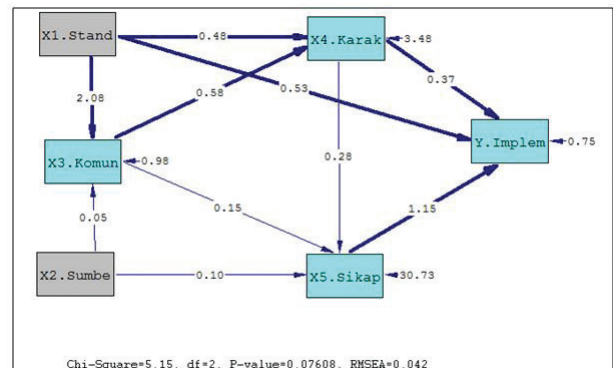 X1.Stand
0.48
X4.Karak
3.48
2.08
0.58
0.53
0.37
X3.Komun
0.98
0.28
Y.Implem
0.75
0.05
0.15
1.15
X2.Sumbe
0.10
X5.Sikap
30.73
Chi-Square=5.15, df=2, P-value=0.07608, RMSEA=0.042